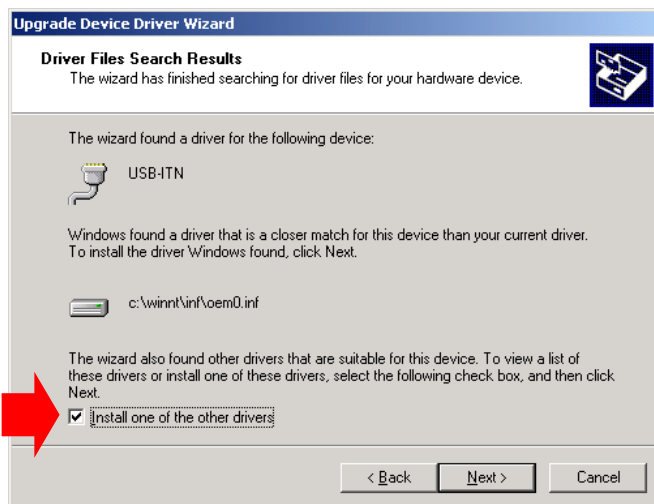 Upgrade Device Driver Wizard
Driver Files Search Results
The wizard has finished searching for driver files for your hardware device.
The wizard found a driver for the following device:
USB-ITN
Windows found a driver that is a closer match for this device than your current driver.
To install the driver Windows found, click Next.
c:\winnt\inf\oem0.inf
The wizard also found other drivers that are suitable for this device. To view a list of
these drivers or install one of these drivers, select the following check box, and then click
Next.
Install one of the other drivers
< Back
Next >
Cancel